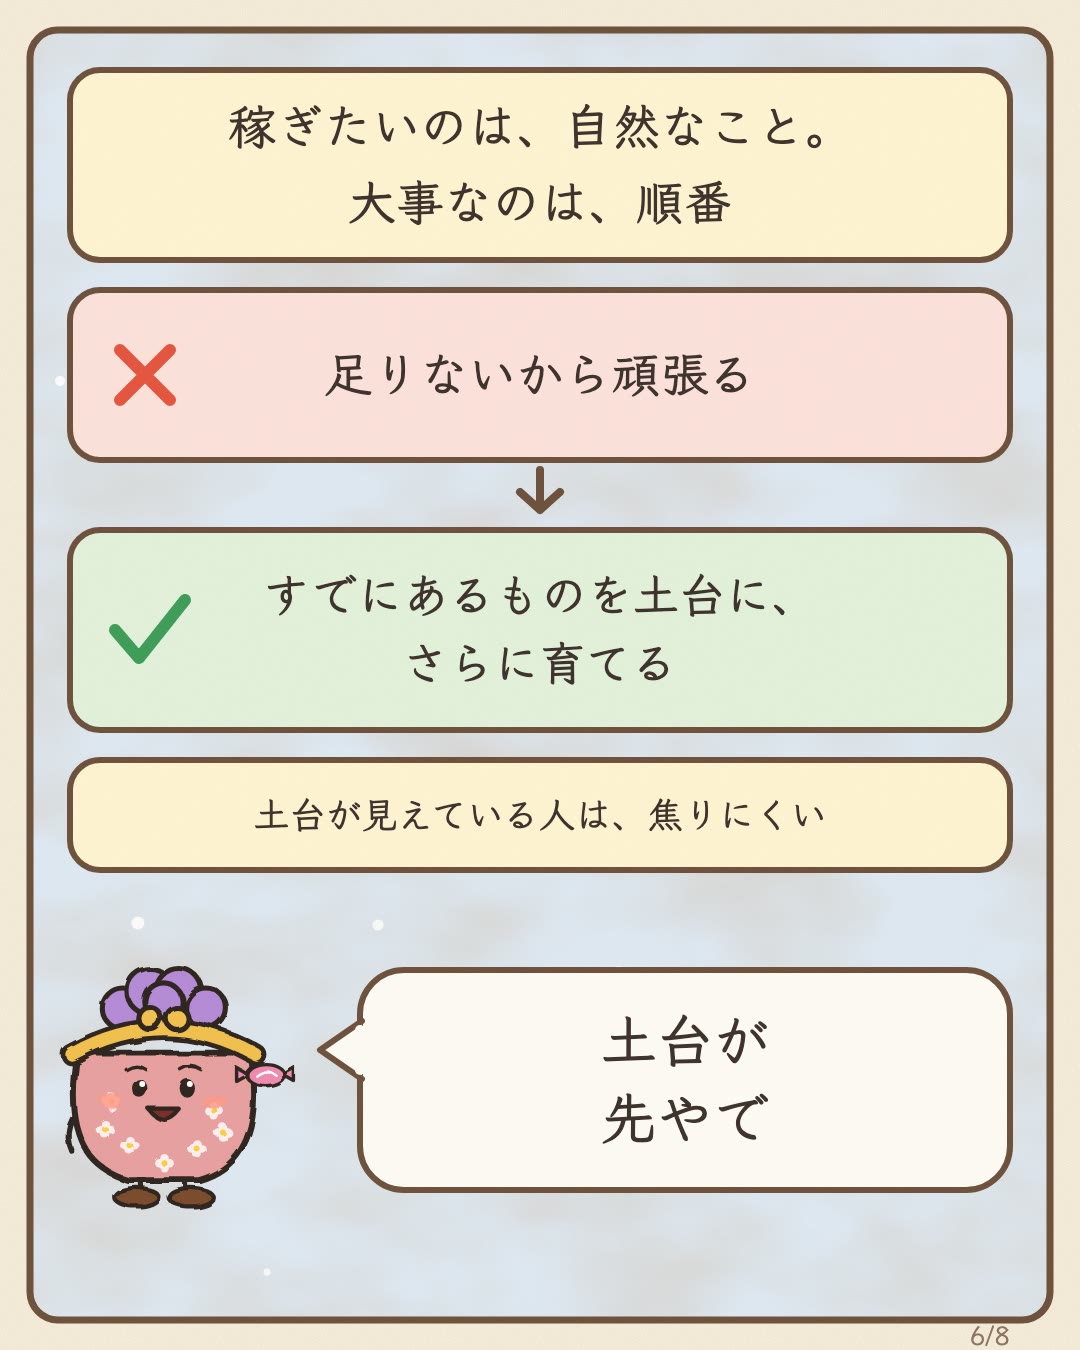 稼ぎたいのは、自然なこと。
大事なのは、順番
足りないから頑張る
すでにあるものを土台に、
さらに育てる
土台が見えている人は、焦りにくい
土台が
先やで
6/8